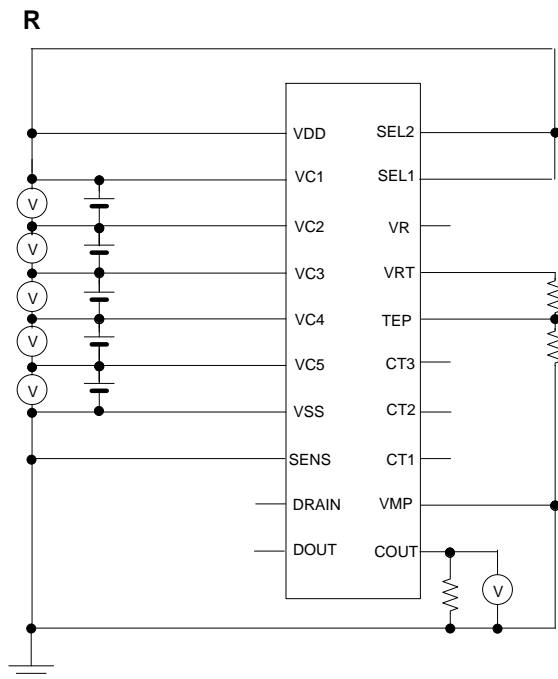 R
VDD
SEL2
VC1
SEL1
V
VC2
VR
V
VC3
VRT
V
VC4
TEP
V
VC5
CT3
V
VSS
CT2
SENS
CT1
DRAIN
VMP
DOUT
COUT
V